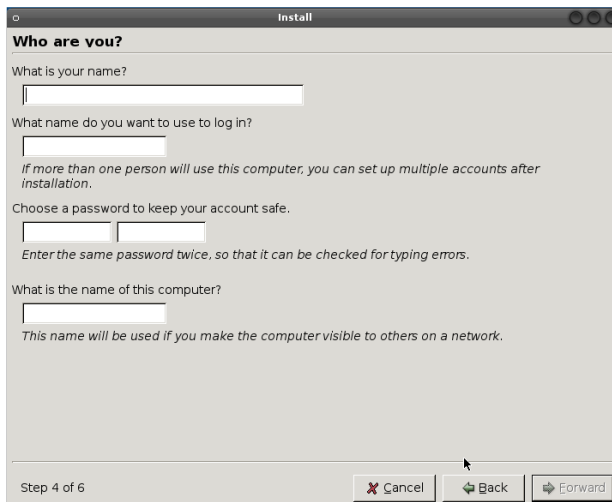 Install
Who are you?
What is your name?
What name do you want to use to log in?
If more than one person will use this computer, you can set up multiple accounts after
installation.
Choose a password to keep your account safe.
Enter the same password twice, so that it can be checked for typing errors.
What is the name of this computer?
This name will be used if you make the computer visible to others on a network.
Step 4 of 6
Cancel
Back
Forward